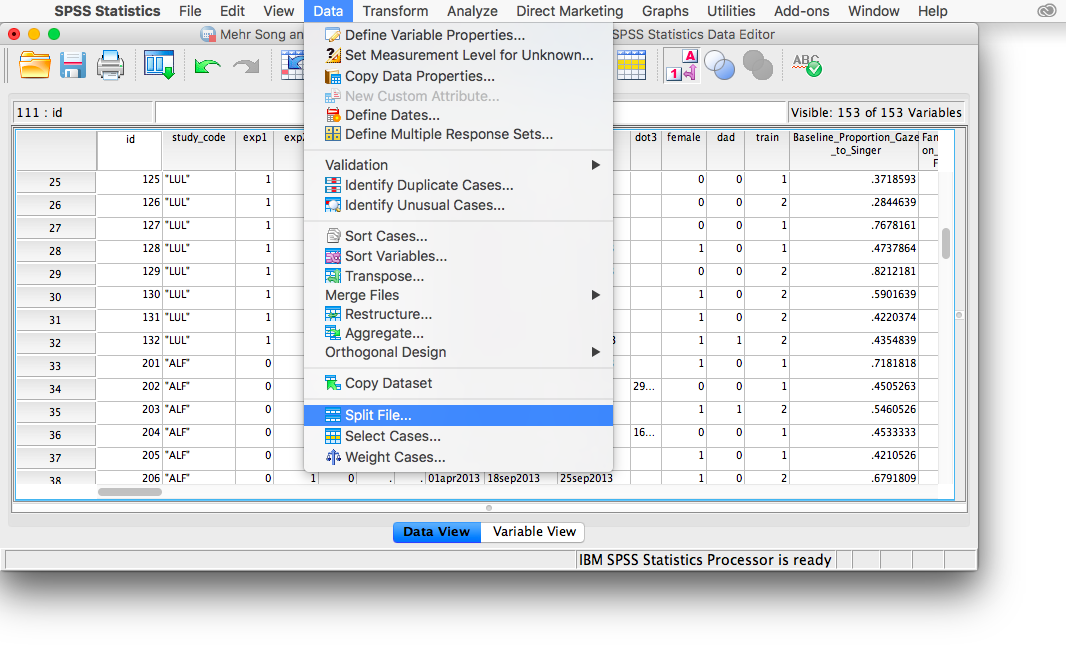 SPSS Statistics File Edit View Data Transform Analyze Direct Marketing Graphs Utilities Add-ons Window Help
Mehr Song an SPSS Statistics Data Editor
Define Variable Properties...
Set Measurement Level for Unknown...
Copy Data Properties...
New Custom Attribute...
Define Dates...
Define Multiple Response Sets...
Validation
Identify Duplicate Cases...
Identify Unusual Cases...
Sort Cases...
Sort Variables...
Transpose...
Merge Files
Restructure...
Aggregate...
Orthogonal Design
Copy Dataset
Split File...
Select Cases...
Weight Cases...
A
1
ABC
111 : id Visible: 153 of 153 Variables
id study_code exp1 exp dot3 female dad train Baseline_Proportion_Gaze Fan
_to_Singer on_
F
25 125 "LUL" 1 0 0 1 .3718593
26 126 "LUL" 1 0 0 2 .2844639
27 127 "LUL" 1 0 0 1 .7678161
28 128 "LUL" 1 1 0 1 .4737864
29 129 "LUL" 1 0 0 2 .8212181
30 130 "LUL" 1 1 0 2 .5901639
31 131 "LUL" 1 1 0 2 .4220374
32 132 "LUL" 1 1 1 2 .4354839
33 201 "ALF" 0 1 0 1 .7181818
34 202 "ALF" 0 29... 0 0 1 .4505263
35 203 "ALF" 0 1 1 2 .5460526
36 204 "ALF" 0 16... 0 0 1 .4533333
37 205 "ALF" 0 1 0 1 .4210526
38 206 "ALF" 0 1 0 . . 01apr2013 18sep2013 25sep2013 1 0 2 .6791809
Data View Variable View
IBM SPSS Statistics Processor is ready